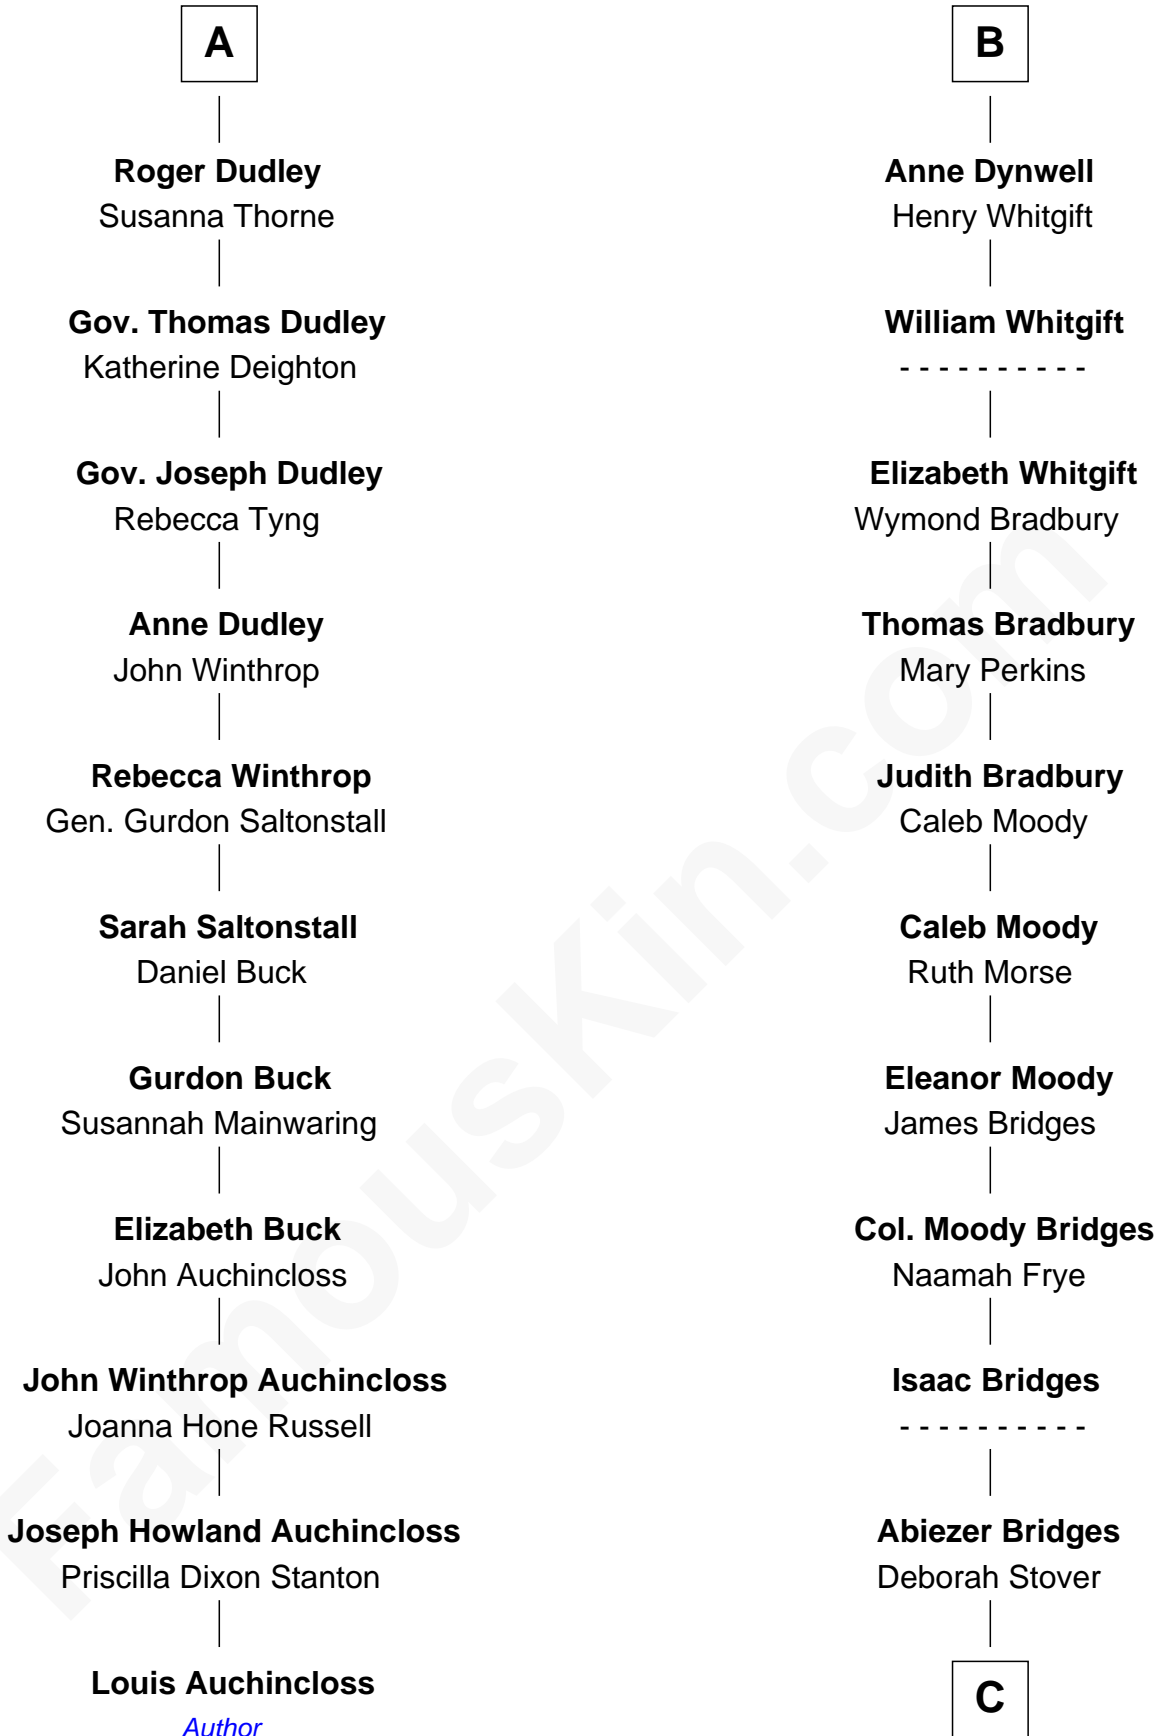 A
Roger Dudley
Susanna Thorne
Gov. Thomas Dudley
Katherine Deighton
Gov. Joseph Dudley
Rebecca Tyng
Anne Dudley
John Winthrop
Rebecca Winthrop
Gen. Gurdon Saltonstall
Sarah Saltonstall
Daniel Buck
Gurdon Buck
Susannah Mainwaring
Elizabeth Buck
John Auchincloss
John Winthrop Auchincloss
Joanna Hone Russell
Joseph Howland Auchincloss
Priscilla Dixon Stanton
Louis Auchincloss
Author
B
Anne Dynwell
Henry Whitgift
William Whitgift
- - - - - - - - - -
Elizabeth Whitgift
Wymond Bradbury
Thomas Bradbury
Mary Perkins
Judith Bradbury
Caleb Moody
Caleb Moody
Ruth Morse
Eleanor Moody
James Bridges
Col. Moody Bridges
Naamah Frye
Isaac Bridges
- - - - - - - - - -
Abiezer Bridges
Deborah Stover
C
FamousKin.com